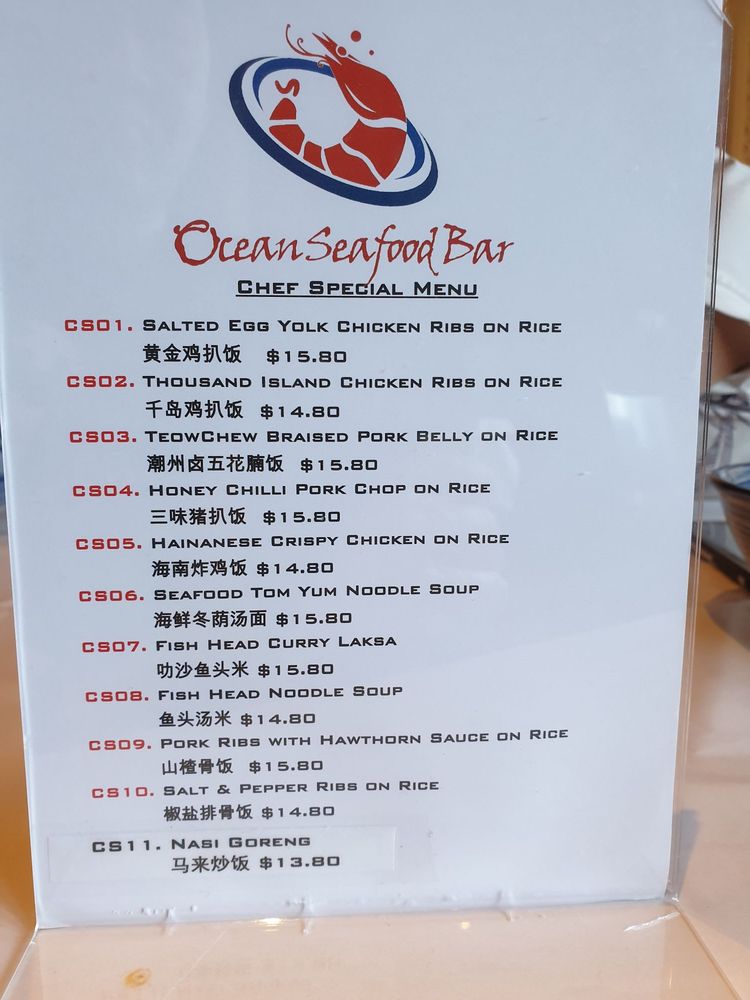 Ocean Seafood Bar
CHEF SPECIAL MENU
CS01. SALTED EGG YOLK CHICKEN RIBS ON RICE
黄金鸡扒饭 $15.80
CS02. THOUSAND ISLAND CHICKEN RIBS ON RICE
千岛鸡扒饭 $14.80
CS03. TEOWCHEW BRAISED PORK BELLY ON RICE
潮州卤五花腩饭 $15.80
CS04. HONEY CHILLI PORK CHOP ON RICE
三味猪扒饭 $15.80
CS05. HAINANESE CRISPY CHICKEN ON RICE
海南炸鸡饭 $14.80
CS06. SEAFOOD TOM YUM NOODLE SOUP
海鲜冬荫汤面 $15.80
CS07. FISH HEAD CURRY LAKSA
叻沙鱼头米 $15.80
CS08. FISH HEAD NOODLE SOUP
鱼头汤米 $14.80
CS09. PORK RIBS WITH HAWTHORN SAUCE ON RICE
山楂骨饭 $15.80
CS10. SALT & PEPPER RIBS ON RICE
椒盐排骨饭 $14.80
CS11. NASI GORENG
马来炒饭 $13.80